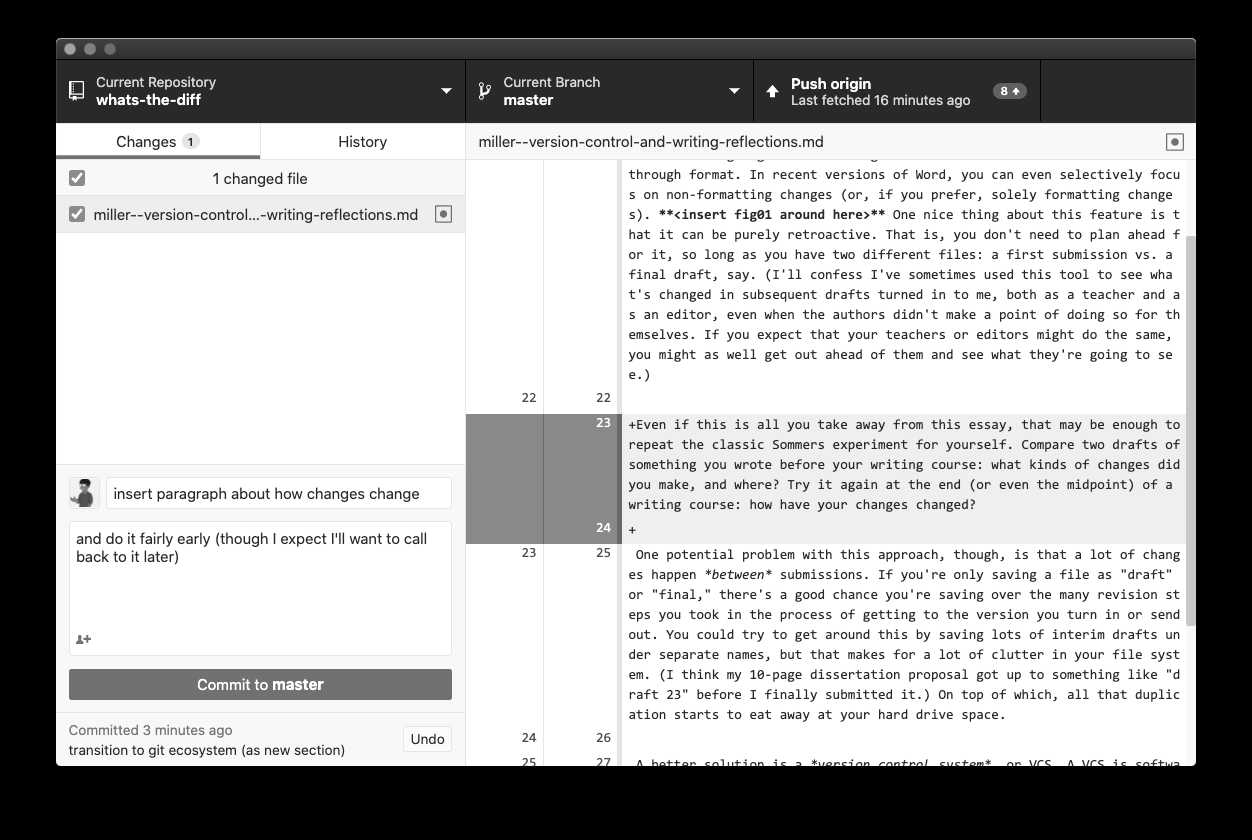 Current Repository
whats-the-diff
Current Branch
master
Push origin
Last fetched 16 minutes ago
8
Changes 1
History
miller--version-control-and-writing-reflections.md
1 changed file
miller--version-control...-writing-reflections.md
through format. In recent versions of Word, you can even selectively focu
s on non-formatting changes (or, if you prefer, solely formatting change
s). **<insert fig01 around here>** One nice thing about this feature is t
hat it can be purely retroactive. That is, you don't need to plan ahead f
or it, so long as you have two different files: a first submission vs. a
final draft, say. (I'll confess I've sometimes used this tool to see wha
t's changed in subsequent drafts turned in to me, both as a teacher and a
s an editor, even when the authors didn't make a point of doing so for th
emselves. If you expect that your teachers or editors might do the same,
you might as well get out ahead of them and see what they're going to se
e.)
22 22
23 +Even if this is all you take away from this essay, that may be enough to
repeat the classic Sommers experiment for yourself. Compare two drafts of
something you wrote before your writing course: what kinds of changes did
you make, and where? Try it again at the end (or even the midpoint) of a
writing course: how have your changes changed?
24 +
23 25 One potential problem with this approach, though, is that a lot of chang
es happen *between* submissions. If you're only saving a file as "draft"
or "final," there's a good chance you're saving over the many revision st
eps you took in the process of getting to the version you turn in or send
out. You could try to get around this by saving lots of interim drafts un
der separate names, but that makes for a lot of clutter in your file syst
em. (I think my 10-page dissertation proposal got up to something like "d
raft 23" before I finally submitted it.) On top of which, all that duplic
ation starts to eat away at your hard drive space.
24 26
25 27 A better solution is a *version control system*, or VCS. A VCS is softwa
insert paragraph about how changes change
and do it fairly early (though I expect I'll want to call
back to it later)
Commit to master
Committed 3 minutes ago
transition to git ecosystem (as new section)
Undo